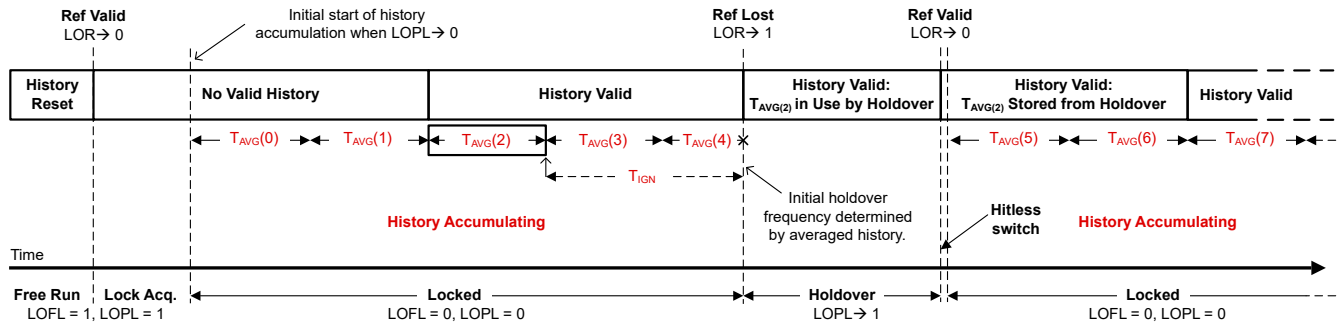 Ref Valid
LOR→ 0
Initial start of history
accumulation when LOPL→ 0
Ref Lost
LOR→ 1
Ref Valid
LOR→ 0
History
Reset
No Valid History
History Valid
History Valid:
TAVG(2) in Use by Holdover
History Valid:
TAVG(2) Stored from Holdover
History Valid
TAVG(0)
TAVG(1)
TAVG(2)
TAVG(3)
TAVG(4)
TAVG(5)
TAVG(6)
TAVG(7)
TIGN
Initial holdover
frequency determined
by averaged history.
Hitless
switch
History Accumulating
History Accumulating
Time
Free Run
LOFL = 1, LOPL = 1
Lock Acq.
Locked
LOFL = 0, LOPL = 0
Holdover
LOPL→ 1
Locked
LOFL = 0, LOPL = 0